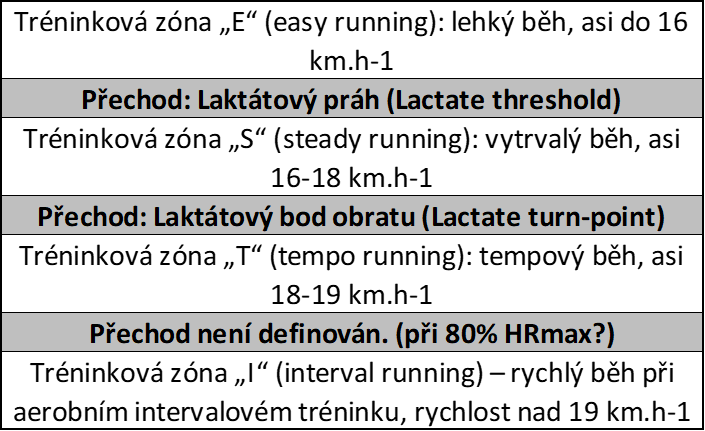 Tréninková zóna „E“ (easy running): lehký běh, asi do 16
km.h-1
Přechod: Laktátový práh (Lactate threshold)
Tréninková zóna „S“ (steady running): vytrvalý běh, asi
16-18 km.h-1
Přechod: Laktátový bod obratu (Lactate turn-point)
Tréninková zóna „T“ (tempo running): tempový běh, asi
18-19 km.h-1
Přechod není definován. (při 80% HRmax?)
Tréninková zóna „I“ (interval running) – rychlý běh při
aerobním intervalovém tréninku, rychlost nad 19 km.h-1